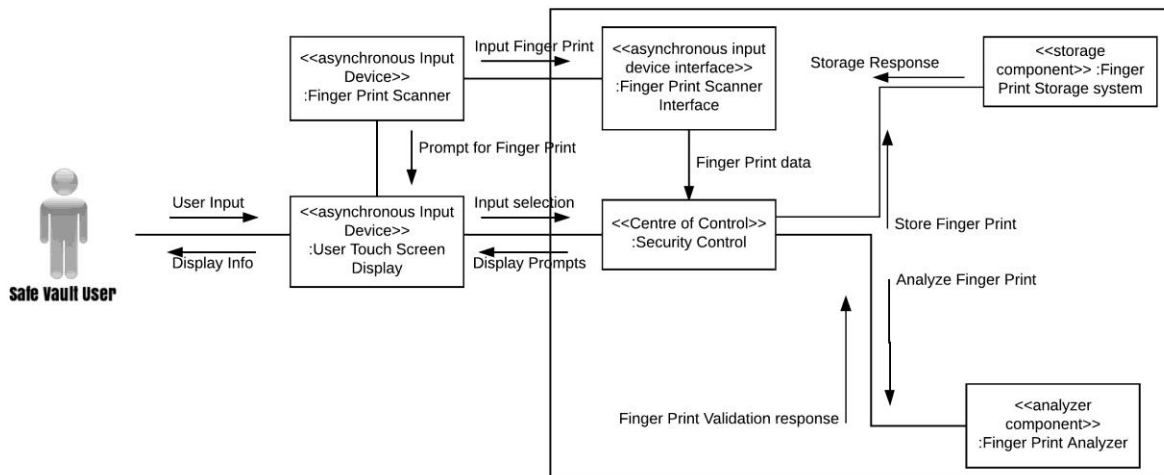 <<asynchronous Input
Device>>
:Finger Print Scanner
Input Finger Print
<<asynchronous input
device interface>>
:Finger Print Scanner
Interface
Storage Response
<<storage
component>> :Finger
Print Storage system
Prompt for Finger Print
Finger Print data
User Input
<<asynchronous Input
Device>>
:User Touch Screen
Display
Input selection
<<Centre of Control>>
:Security Control
Store Finger Print
Display Info
Display Prompts
Analyze Finger Print
Safe Vault User
Finger Print Validation response
<<analyzer
component>>
:Finger Print Analyzer